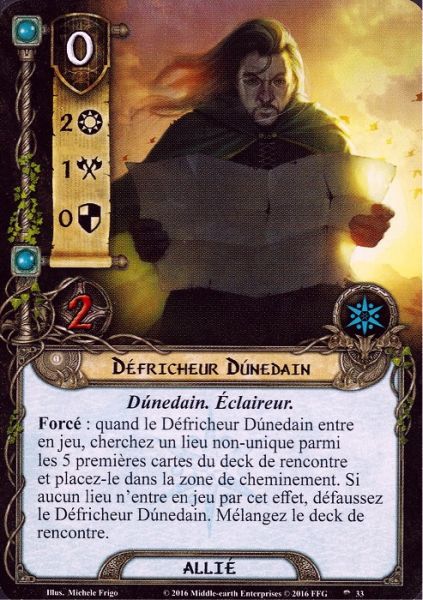 0
2
1
0
2
Défricheur Dúnedain
Dúnedain. Éclaireur.
Forcé : quand le Défricheur Dúnedain entre
en jeu, cherchez un lieu non-unique parmi
les 5 premières cartes du deck de rencontre
et placez-le dans la zone de cheminement. Si
aucun lieu n'entre en jeu par cet effet, défaussez
le Défricheur Dúnedain. Mélangez le deck de
rencontre.
ALLIÉ
Illus. Michele Frigo © 2016 Middle-earth Enterprises © 2016 FFG 33